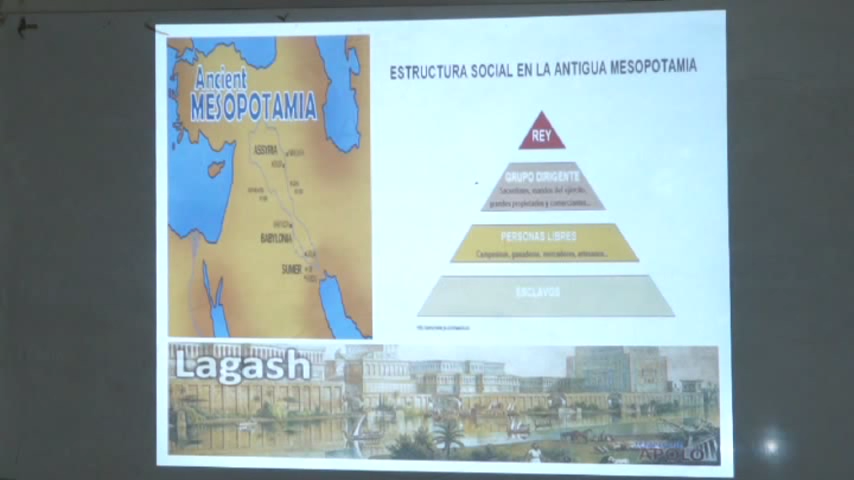 Ancient
MESOPOTAMIA
ASSYRIA
BABYLONIA
SUMER
ESTRUCTURA SOCIAL EN LA ANTIGUA MESOPOTAMIA
REY
GRUPO DIRIGENTE
Sacerdotes, mandos del ejército,
grandes propietarios y comerciantes...
PERSONAS LIBRES
Campesinos, ganaderos, mercaderes, artesanos...
ESCLAVOS
Lagash
APOLO